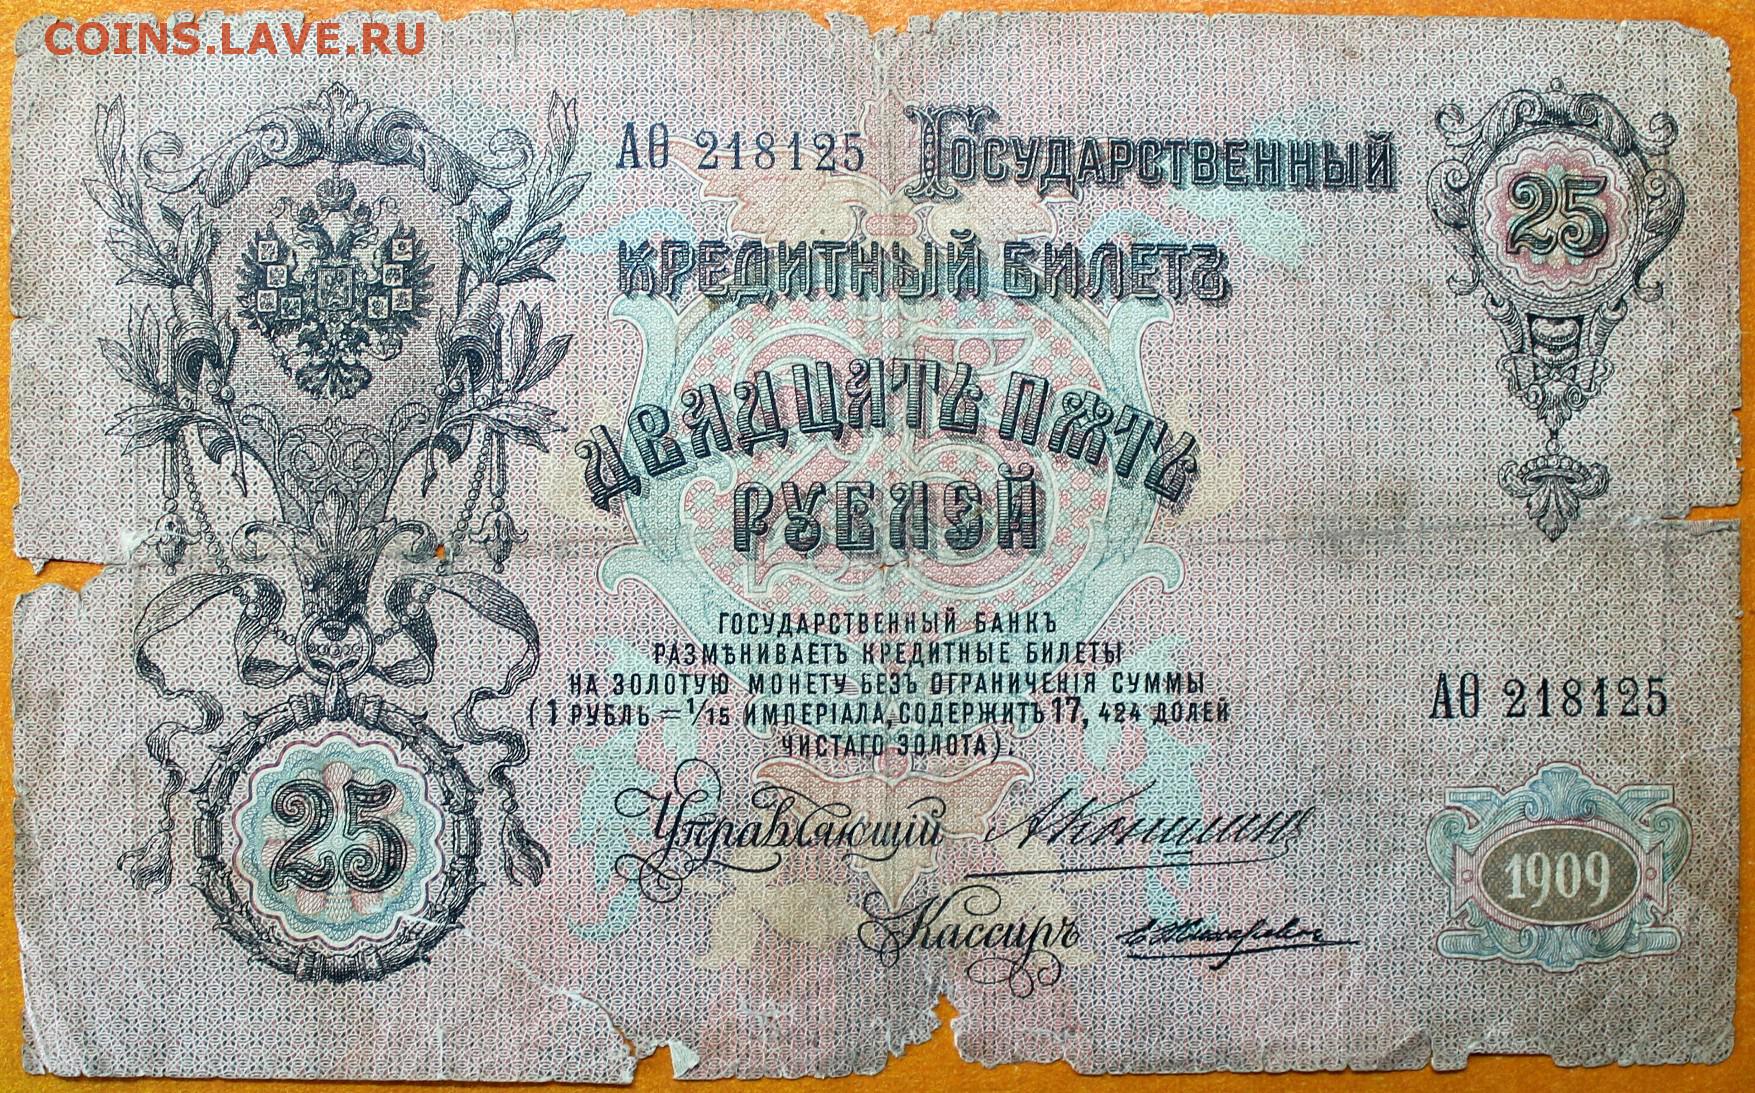 COINS.LAVE.RU
АѲ 218125
Государственный
25
Кредитный Билетъ
Двадцать пять
рублей
Государственный Банкъ
размѣниваетъ кредитные билеты
на золотую монету безъ ограниченія суммы
(1 рубль = 1/15 имперіала, содержитъ 17,424 долей
чистаго золота).
АѲ 218125
25
Управляющій
А Коншинъ
1909
Кассиръ